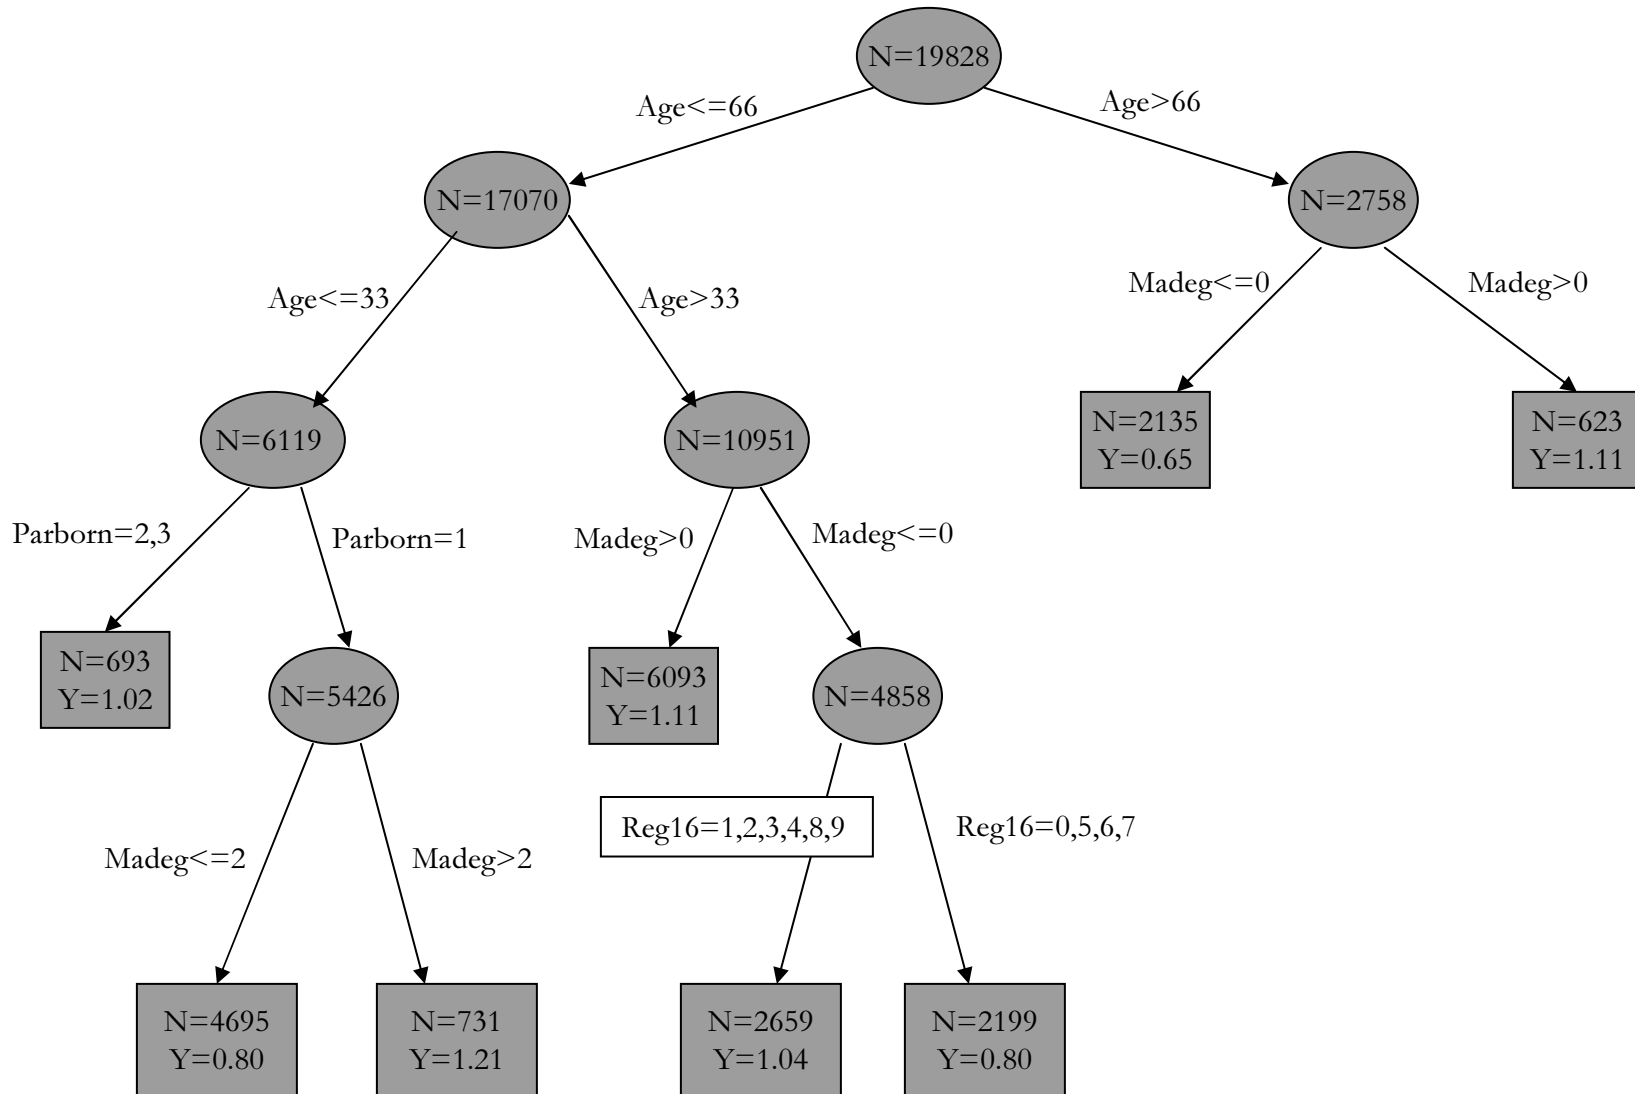 N=19828
Age<=66
Age>66
N=17070
N=2758
Age<=33
Age>33
Madeg<=0
Madeg>0
N=6119
N=10951
N=2135
Y=0.65
N=623
Y=1.11
Parborn=2,3
Parborn=1
Madeg>0
Madeg<=0
N=693
Y=1.02
N=5426
N=6093
Y=1.11
N=4858
Reg16=1,2,3,4,8,9
Reg16=0,5,6,7
Madeg<=2
Madeg>2
N=4695
Y=0.80
N=731
Y=1.21
N=2659
Y=1.04
N=2199
Y=0.80